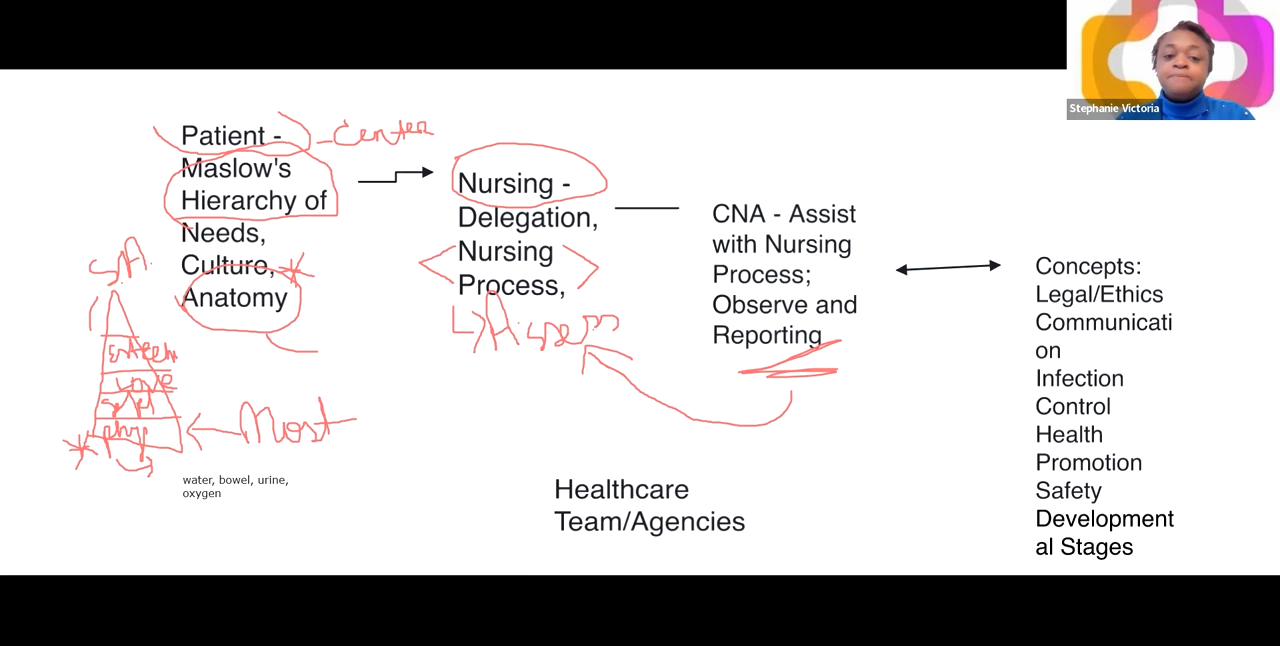 Stephanie Victoria
Patient -
Maslow's
Hierarchy of
Needs,
Culture,
Anatomy
- Center
Nursing -
Delegation,
Nursing
Process,
CNA - Assist
with Nursing
Process;
Observe and
Reporting
Concepts:
Legal/Ethics
Communicati
on
Infection
Control
Health
Promotion
Safety
Development
al Stages
S.A.
Love
phy
Most
water, bowel, urine,
oxygen
Healthcare
Team/Agencies